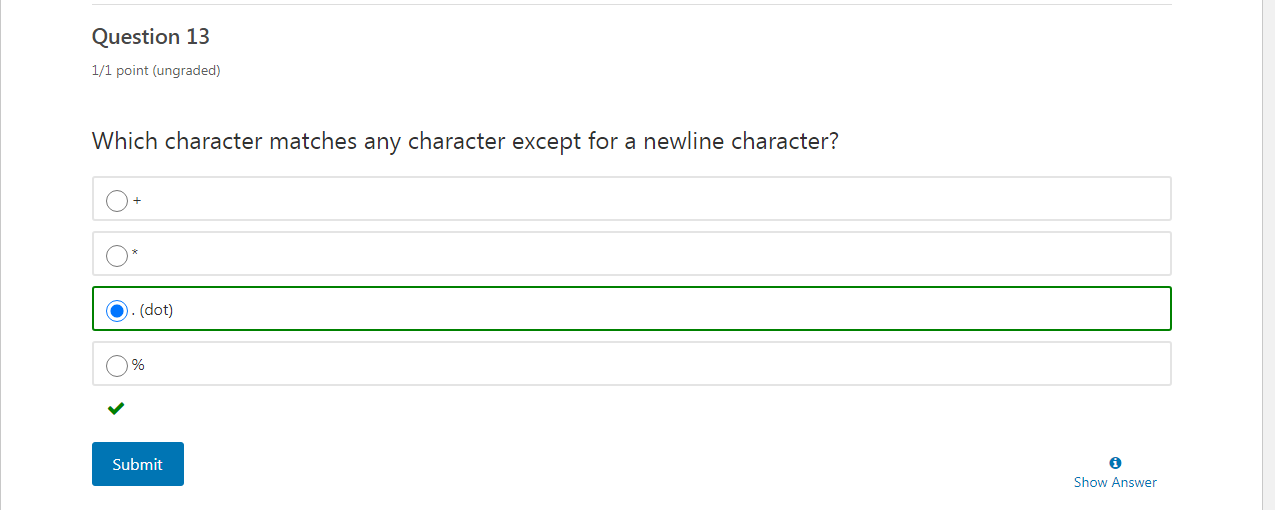 Question 13
1/1 point (ungraded)
Which character matches any character except for a newline character?
+
*
. (dot)
%
Submit
Show Answer